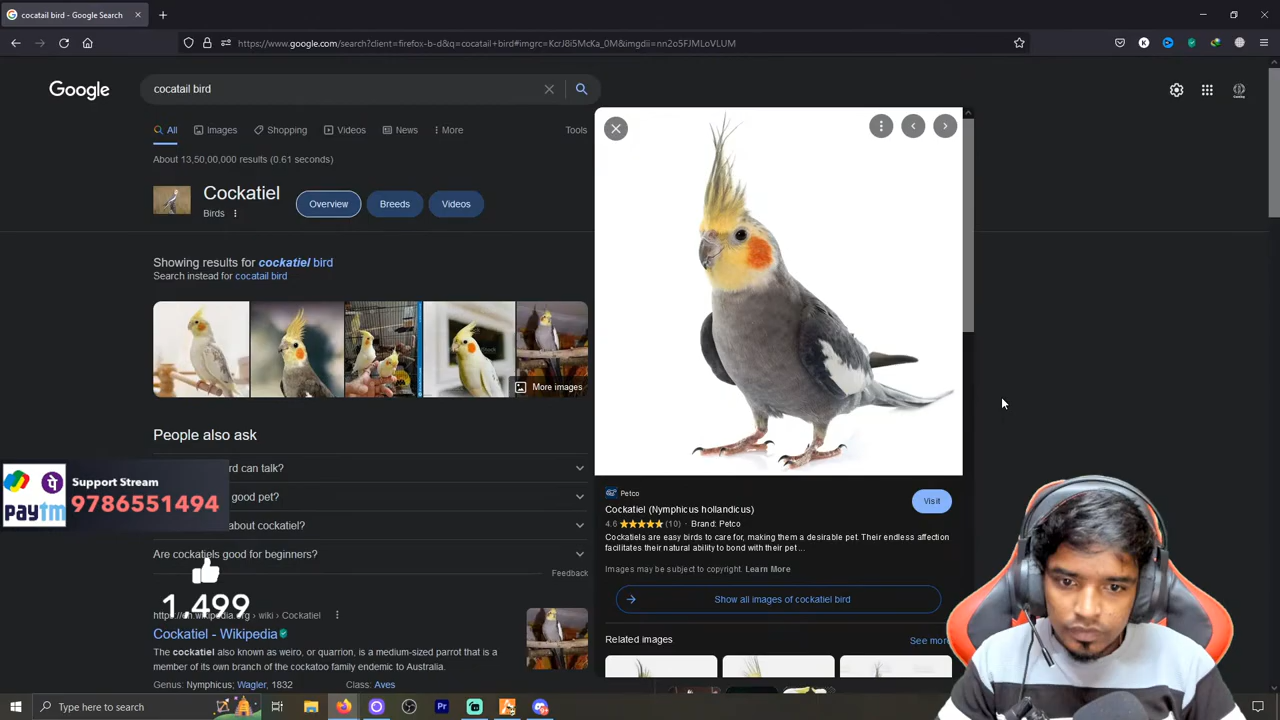 cocatail bird - Google Search
https://www.google.com/search?client=firefox-b-d&q=cocatail+bird#imgrc=KcrJ8i5McKa_0M&imgdii=nn2o5FJMLoVLUM
Google
cocatail bird
All
Images
Shopping
Videos
News
More
Tools
About 13,50,00,000 results (0.61 seconds)
Cockatiel
Birds
Overview
Breeds
Videos
Showing results for cockatiel bird
Search instead for cocatail bird
More images
People also ask
rd can talk?
good pet?
about cockatiel?
Are cockatiels good for beginners?
Feedback
Support Stream
9786551494
paytm
1,499
wiki › Cockatiel
Cockatiel - Wikipedia
The cockatiel also known as weiro, or quarrion, is a medium-sized parrot that is a
member of its own branch of the cockatoo family endemic to Australia.
Genus: Nymphicus; Wagler, 1832
Class: Aves
Petco
Visit
Cockatiel (Nymphicus hollandicus)
4.6 (10) · Brand: Petco
Cockatiels are easy birds to care for, making them a desirable pet. Their endless affection
facilitates their natural ability to bond with their pet ...
Images may be subject to copyright. Learn More
Show all images of cockatiel bird
Related images
See more
Type here to search